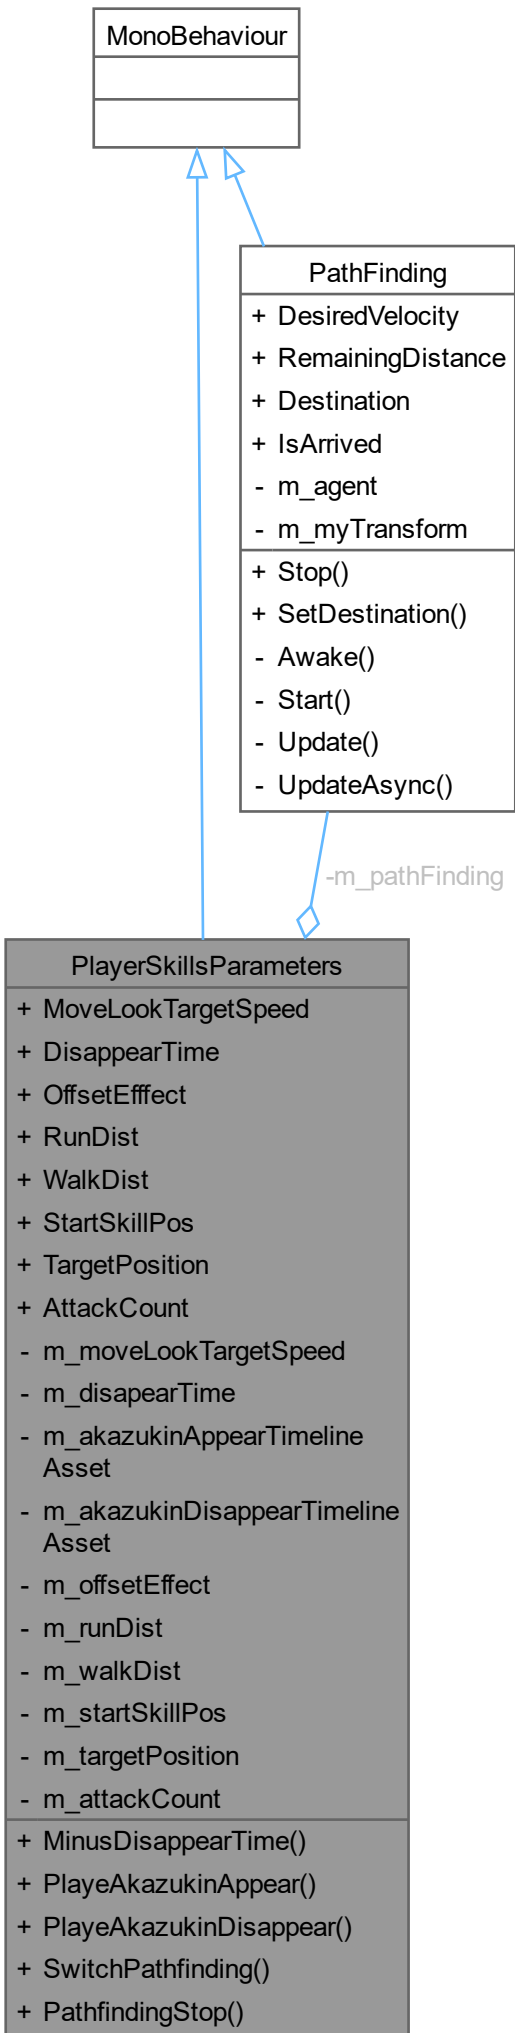 MonoBehaviour
PathFinding
+ DesiredVelocity
+ RemainingDistance
+ Destination
+ IsArrived
- m_agent
- m_myTransform
+ Stop()
+ SetDestination()
- Awake()
- Start()
- Update()
- UpdateAsync()
-m_pathFinding
PlayerSkillsParameters
+ MoveLookTargetSpeed
+ DisappearTime
+ OffsetEfffect
+ RunDist
+ WalkDist
+ StartSkillPos
+ TargetPosition
+ AttackCount
- m_moveLookTargetSpeed
- m_disapearTime
- m_akazukinAppearTimeline
Asset
- m_akazukinDisappearTimeline
Asset
- m_offsetEffect
- m_runDist
- m_walkDist
- m_startSkillPos
- m_targetPosition
- m_attackCount
+ MinusDisappearTime()
+ PlayeAkazukinAppear()
+ PlayeAkazukinDisappear()
+ SwitchPathfinding()
+ PathfindingStop()